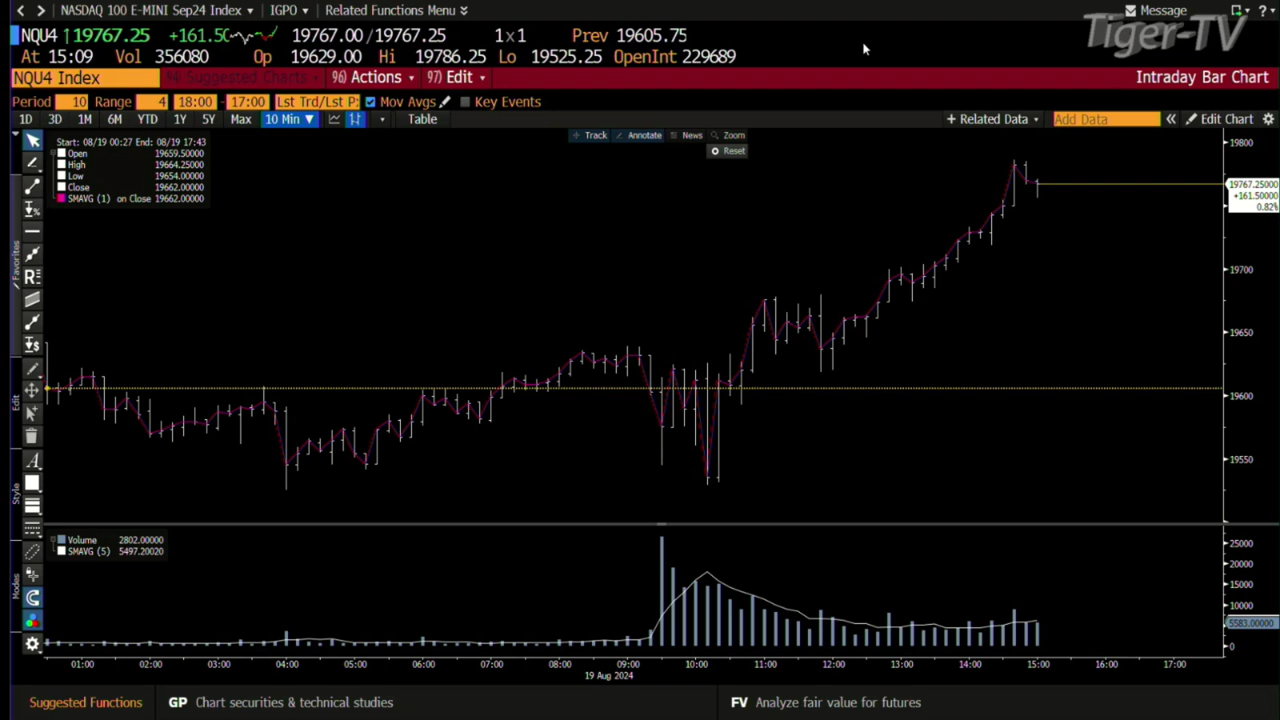 NASDAQ 100 E-MINI Sep24 Index IGPO Related Functions Menu Message ?
Tiger-TV
NQU4 19767.25 +161.50 19767.00/19767.25 1x1 Prev 19605.75
At 15:09 Vol 356080 Op 19629.00 Hi 19786.25 Lo 19525.25 OpenInt 229689
NQU4 Index 94) Suggested Charts 96) Actions 97) Edit Intraday Bar Chart
Period 10 Range 4 18:00 - 17:00 Lst Trd/Lst P Mov Avgs Key Events
1D 3D 1M 6M YTD 1Y 5Y Max 10 Min Table + Related Data Add Data Edit Chart
Track Annotate News Zoom
Reset
Start: 08/19 00:27 End: 08/19 17:43
Open 19659.50000
High 19664.25000
Low 19654.00000
Close 19662.00000
SMAVG (1) on Close 19662.00000
Favorites
Edit
Style
Modes
19800
19767.25000
+161.50000
0.82%
19700
19650
19600
19550
Volume 2802.00000
SMAVG (5) 5497.20020
25000
20000
15000
10000
5583.00000
0
01:00 02:00 03:00 04:00 05:00 06:00 07:00 08:00 09:00 10:00 11:00 12:00 13:00 14:00 15:00 16:00 17:00
19 Aug 2024
Suggested Functions GP Chart securities & technical studies FV Analyze fair value for futures